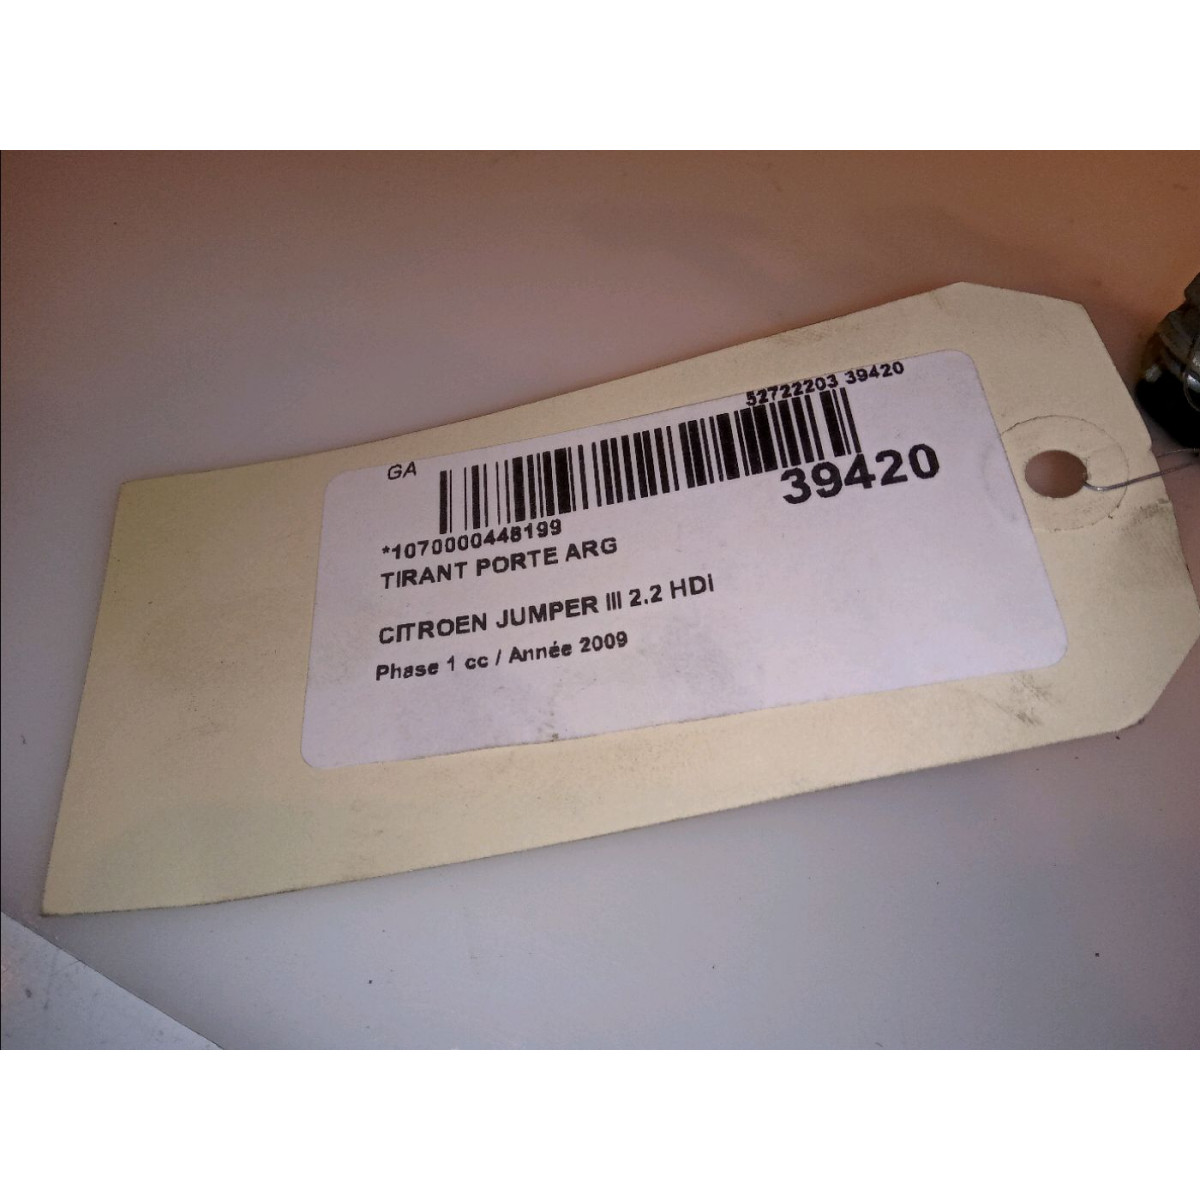 52722203 39420
GA
39420
*1070000448199
TIRANT PORTE ARG
CITROEN JUMPER III 2.2 HDi
Phase 1 cc / Année 2009